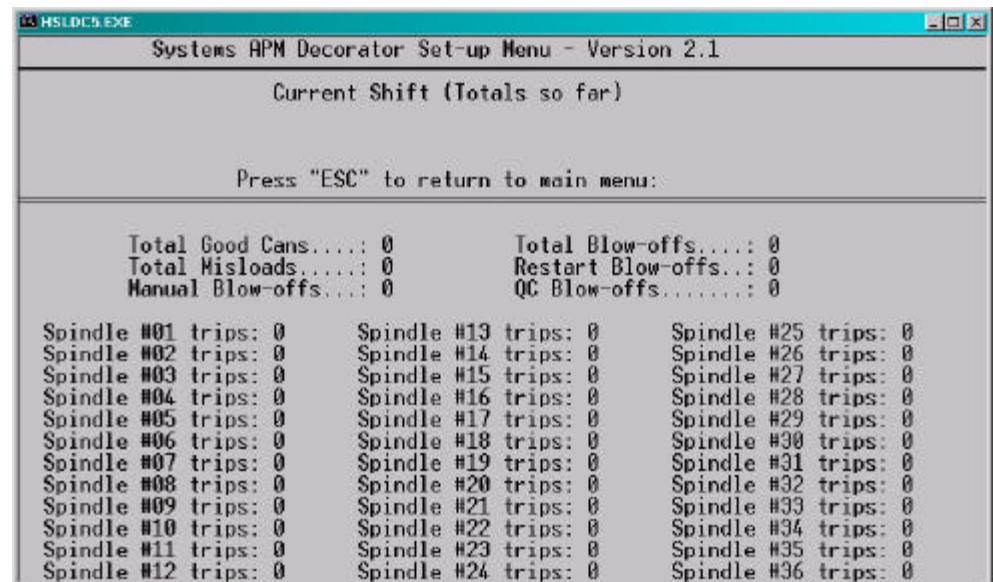 HSLDC5.EXE
Systems APM Decorator Set-up Menu - Version 2.1
Current Shift (Totals so far)
Press "ESC" to return to main menu:
Total Good Cans....: 0 Total Blow-offs....: 0
Total Misloads.....: 0 Restart Blow-offs..: 0
Manual Blow-offs...: 0 QC Blow-offs.......: 0
Spindle #01 trips: 0 Spindle #13 trips: 0 Spindle #25 trips: 0
Spindle #02 trips: 0 Spindle #14 trips: 0 Spindle #26 trips: 0
Spindle #03 trips: 0 Spindle #15 trips: 0 Spindle #27 trips: 0
Spindle #04 trips: 0 Spindle #16 trips: 0 Spindle #28 trips: 0
Spindle #05 trips: 0 Spindle #17 trips: 0 Spindle #29 trips: 0
Spindle #06 trips: 0 Spindle #18 trips: 0 Spindle #30 trips: 0
Spindle #07 trips: 0 Spindle #19 trips: 0 Spindle #31 trips: 0
Spindle #08 trips: 0 Spindle #20 trips: 0 Spindle #32 trips: 0
Spindle #09 trips: 0 Spindle #21 trips: 0 Spindle #33 trips: 0
Spindle #10 trips: 0 Spindle #22 trips: 0 Spindle #34 trips: 0
Spindle #11 trips: 0 Spindle #23 trips: 0 Spindle #35 trips: 0
Spindle #12 trips: 0 Spindle #24 trips: 0 Spindle #36 trips: 0